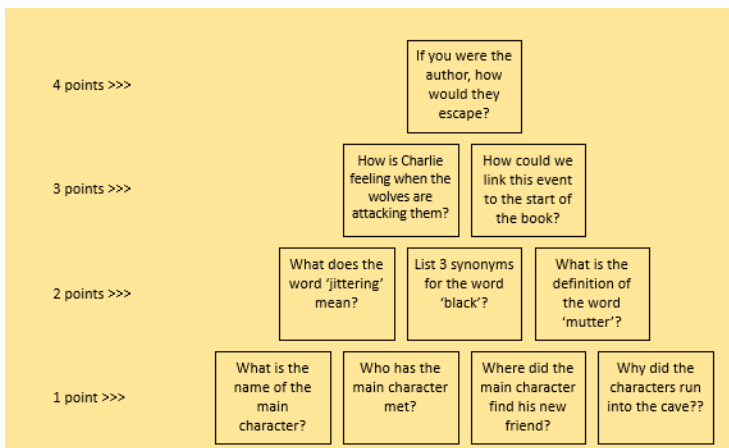 4 points >>>
If you were the
author, how
would they
escape?
3 points >>>
How is Charlie
feeling when the
wolves are
attacking them?
How could we
link this event
to the start of
the book?
2 points >>>
What does the
word ‘jittering’
mean?
List 3 synonyms
for the word
‘black’?
What is the
definition of
the word
‘mutter’?
1 point >>>
What is the
name of the
main
character?
Who has the
main character
met?
Where did the
main character
find his new
friend?
Why did the
characters run
into the cave??